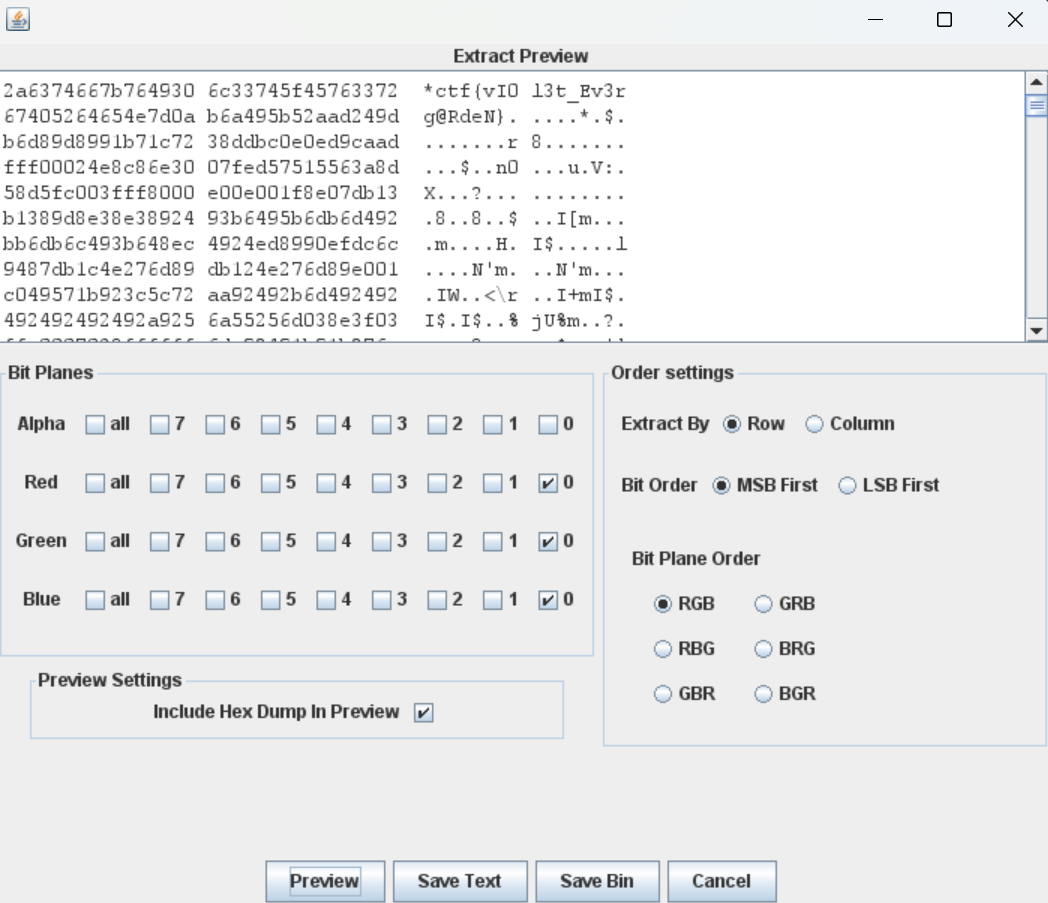 Extract Preview
2a6374667b764930 6c33745f45763372 *ctf{vI0 l3t_Ev3r
67405264654e7d0a b6a495b52aad249d g@RdeN}. ....*.$.
b6d89d8991b71c72 38ddbc0e0ed9caad .......r 8.......
fff00024e8c86e30 07fed57515563a8d ...$..n0 ...u.V:.
58d5fc003fff8000 e00e001f8e07db13 X...?... ........
b1389d8e38e38924 93b6495b6db6d492 .8..8..$ ..I[m...
bb6db6c493b648ec 4924ed8990efdc6c .m....H. I$.....l
9487db1c4e276d89 db124e276d89e001 ....N'm. ..N'm...
c049571b923c5c72 aa92492b6d492492 .IW..<\r ..I+mI$.
492492492492a925 6a55256d038e3f03 I$.I$..% jU%m..?.
Bit Planes
Alpha all 7 6 5 4 3 2 1 0
Red all 7 6 5 4 3 2 1 0
Green all 7 6 5 4 3 2 1 0
Blue all 7 6 5 4 3 2 1 0
Preview Settings
Include Hex Dump In Preview
Order settings
Extract By Row Column
Bit Order MSB First LSB First
Bit Plane Order
RGB GRB
RBG BRG
GBR BGR
Preview Save Text Save Bin Cancel